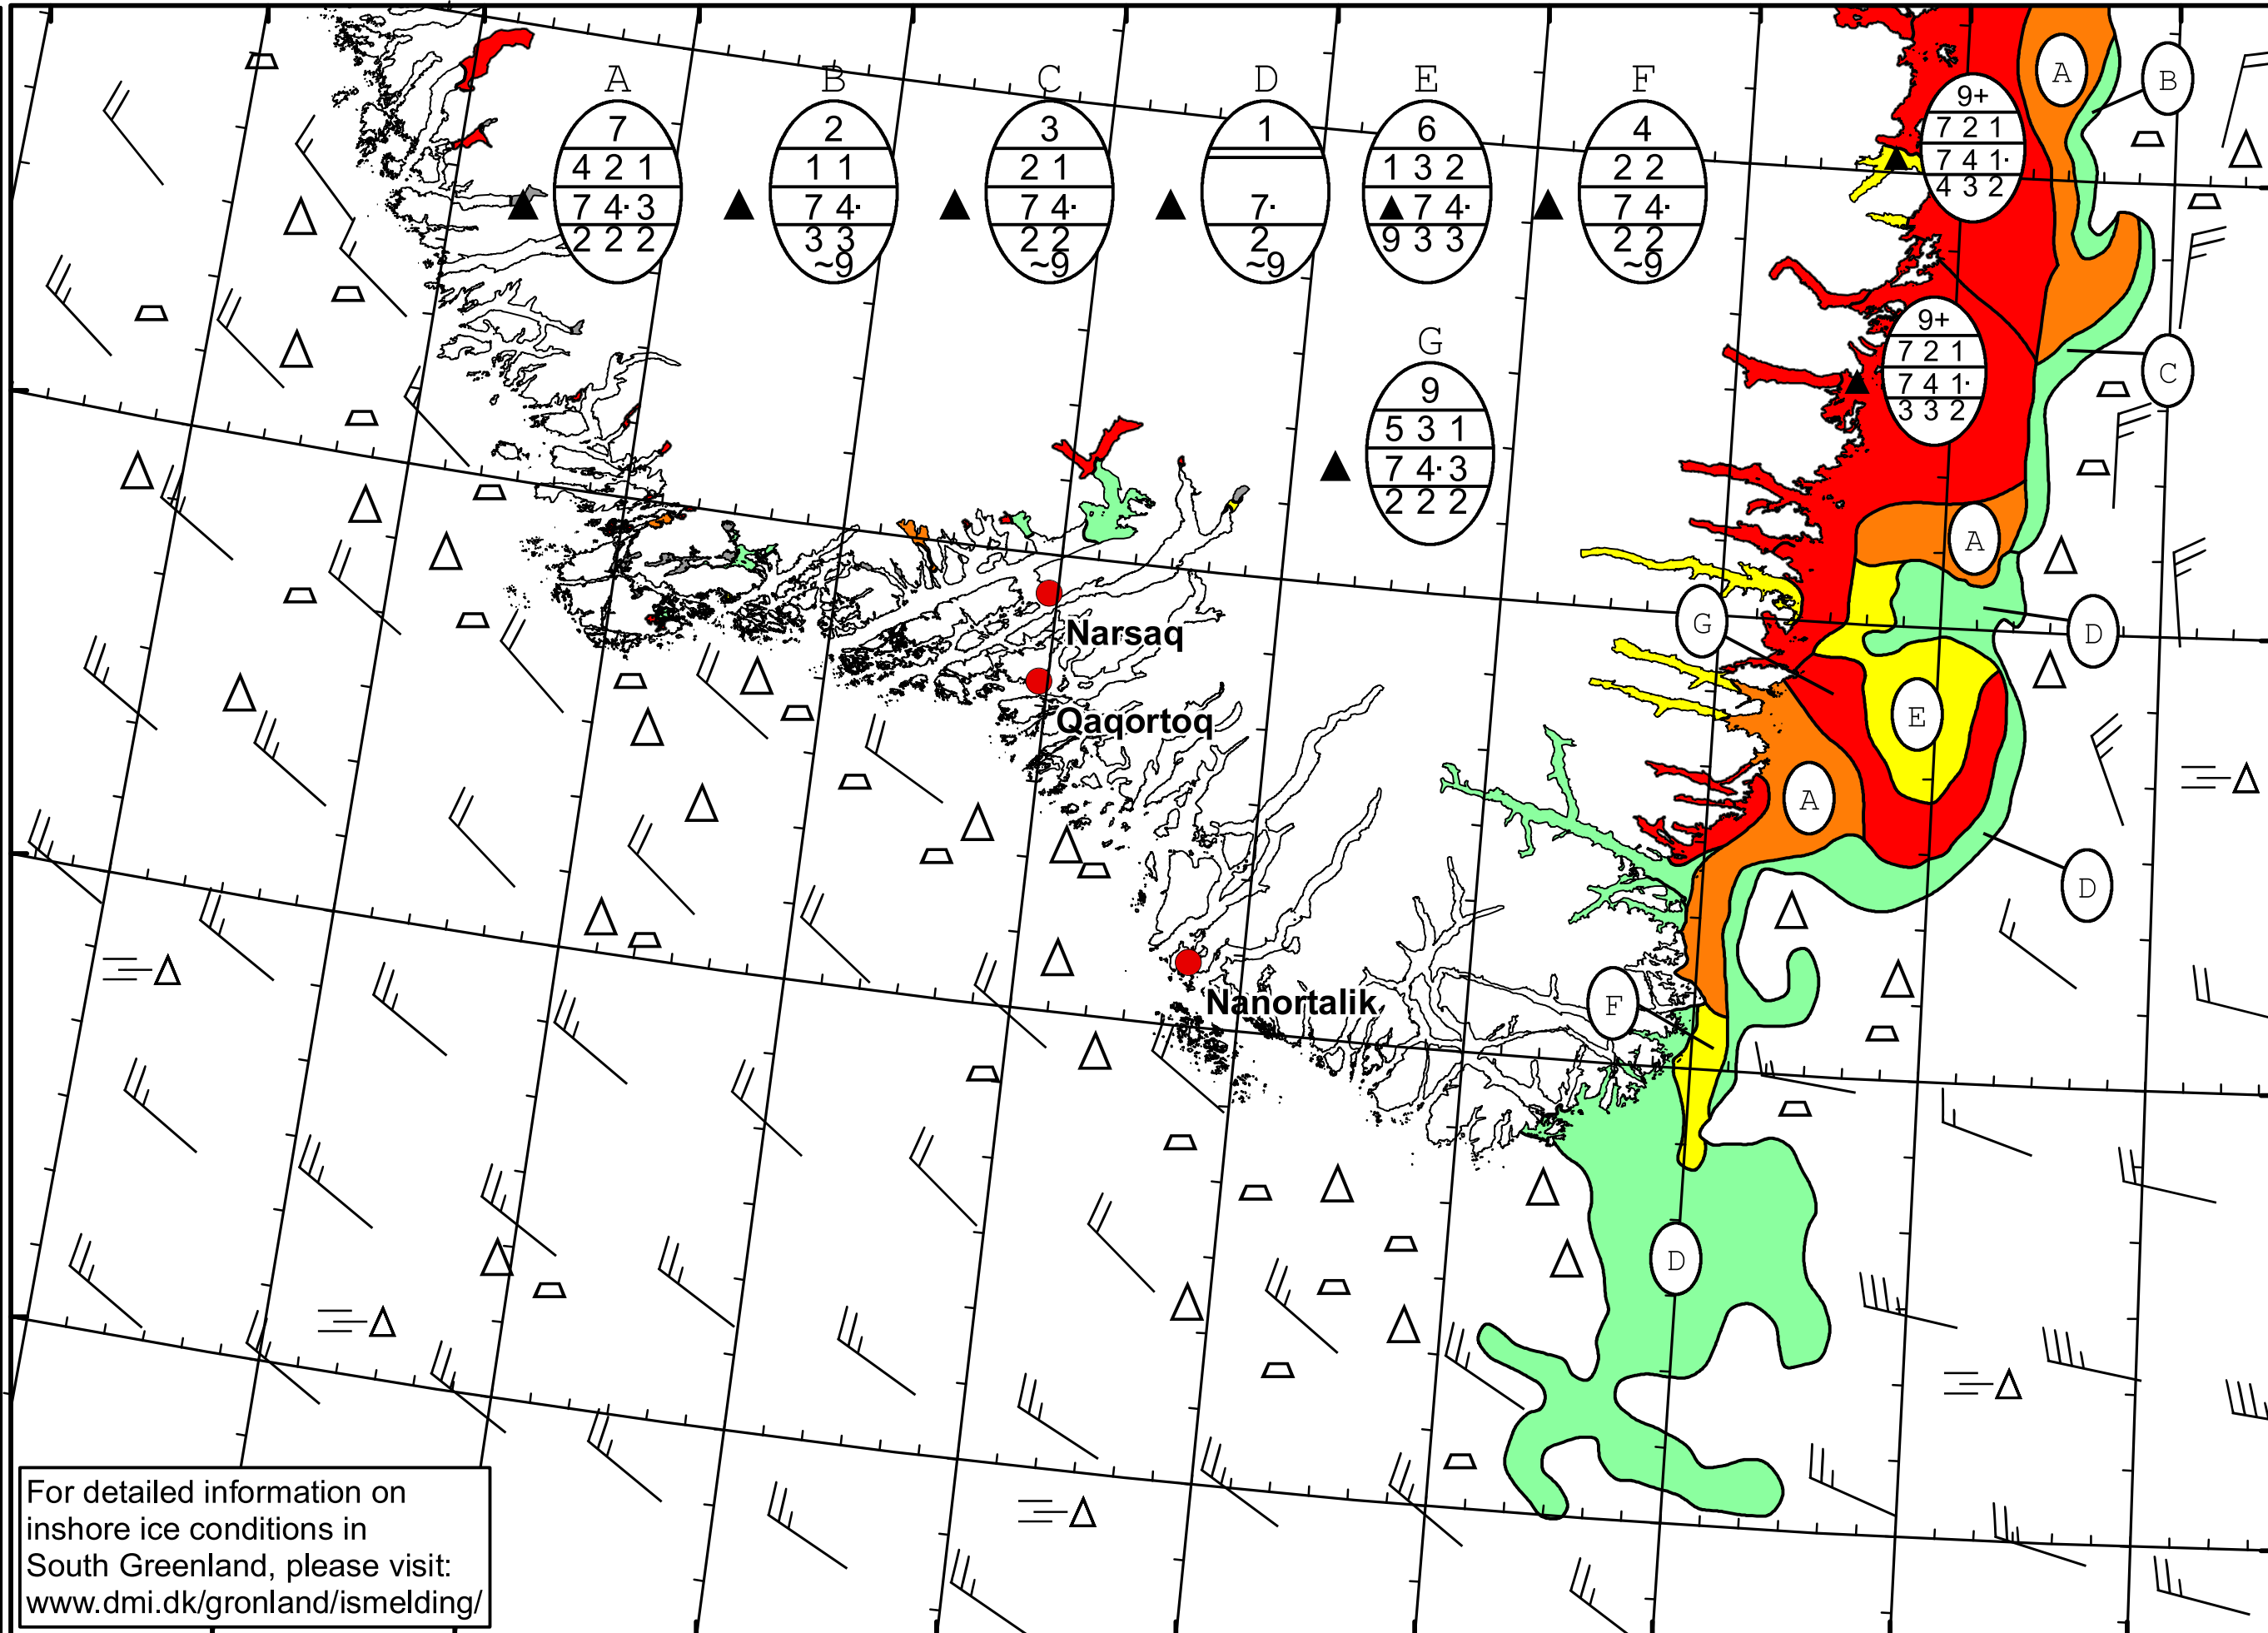 A B C D E F
7 2 3 1 6 4
4 2 1 1 1 2 1 1 3 2 2 2
7 4· 3 7 4· 7 4· 7· 7 4· 7 4·
2 2 2 3 3 2 2 2 9 3 3 2 2
~9 ~9 ~9 ~9
A
B
9+
7 2 1
7 4 1·
4 3 2
9+
7 2 1
7 4 1·
3 3 2
C
G
9
5 3 1
7 4· 3
2 2 2
A
G
D
Narsaq
E
Qaqortoq
A
D
F
Nanortalik
D
For detailed information on
inshore ice conditions in
South Greenland, please visit:
www.dmi.dk/gronland/ismelding/